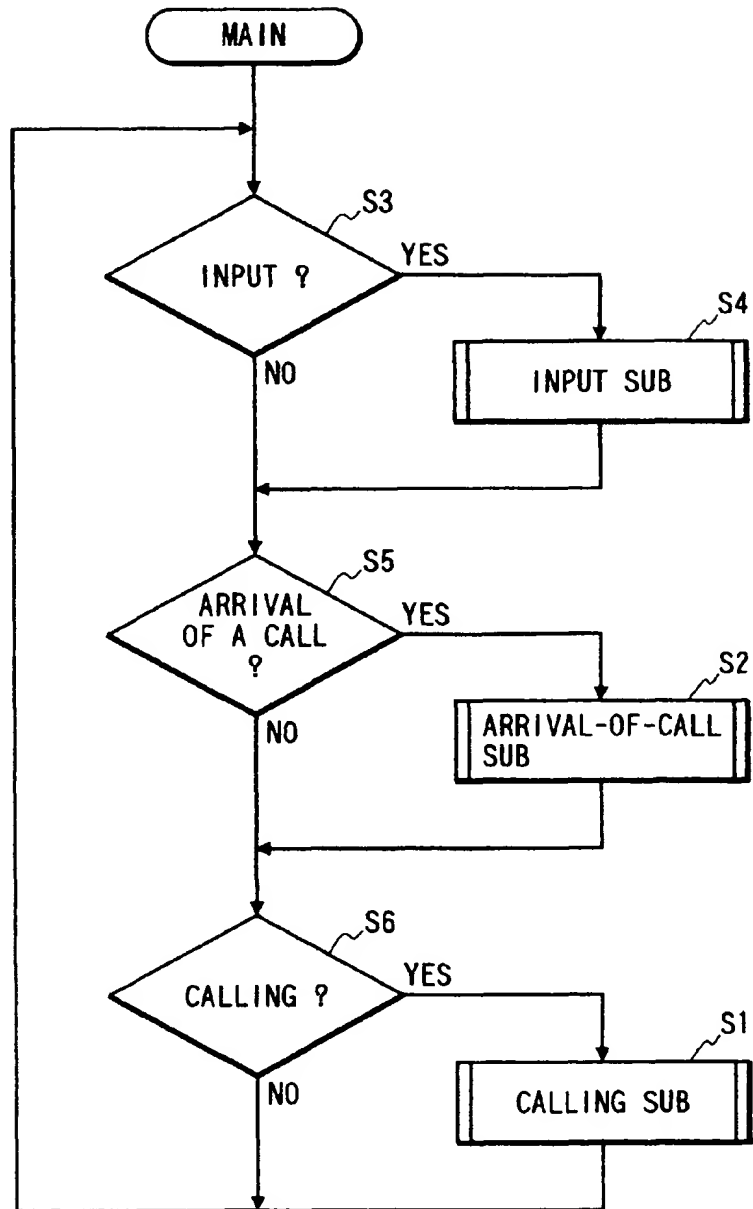 MAIN
S3
INPUT ?
YES
S4
INPUT SUB
NO
S5
ARRIVAL
OF A CALL
?
YES
S2
ARRIVAL-OF-CALL
SUB
NO
S6
CALLING ?
YES
S1
CALLING SUB
NO